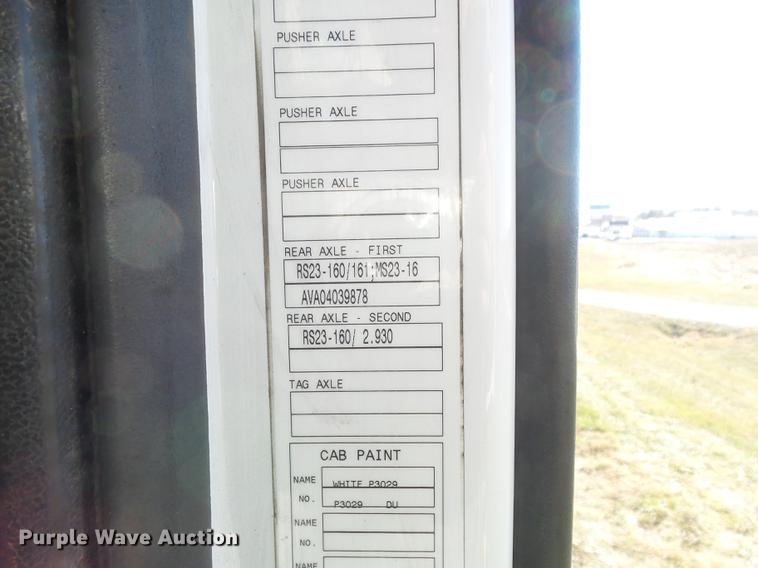 PUSHER AXLE
PUSHER AXLE
PUSHER AXLE
REAR AXLE - FIRST
RS23-160/161;MS23-16
AVA04039878
REAR AXLE - SECOND
RS23-160/ 2.930
TAG AXLE
CAB PAINT
NAME WHITE P3029
NO. P3029 DU
NAME
NO.
NAME
Purple Wave Auction®